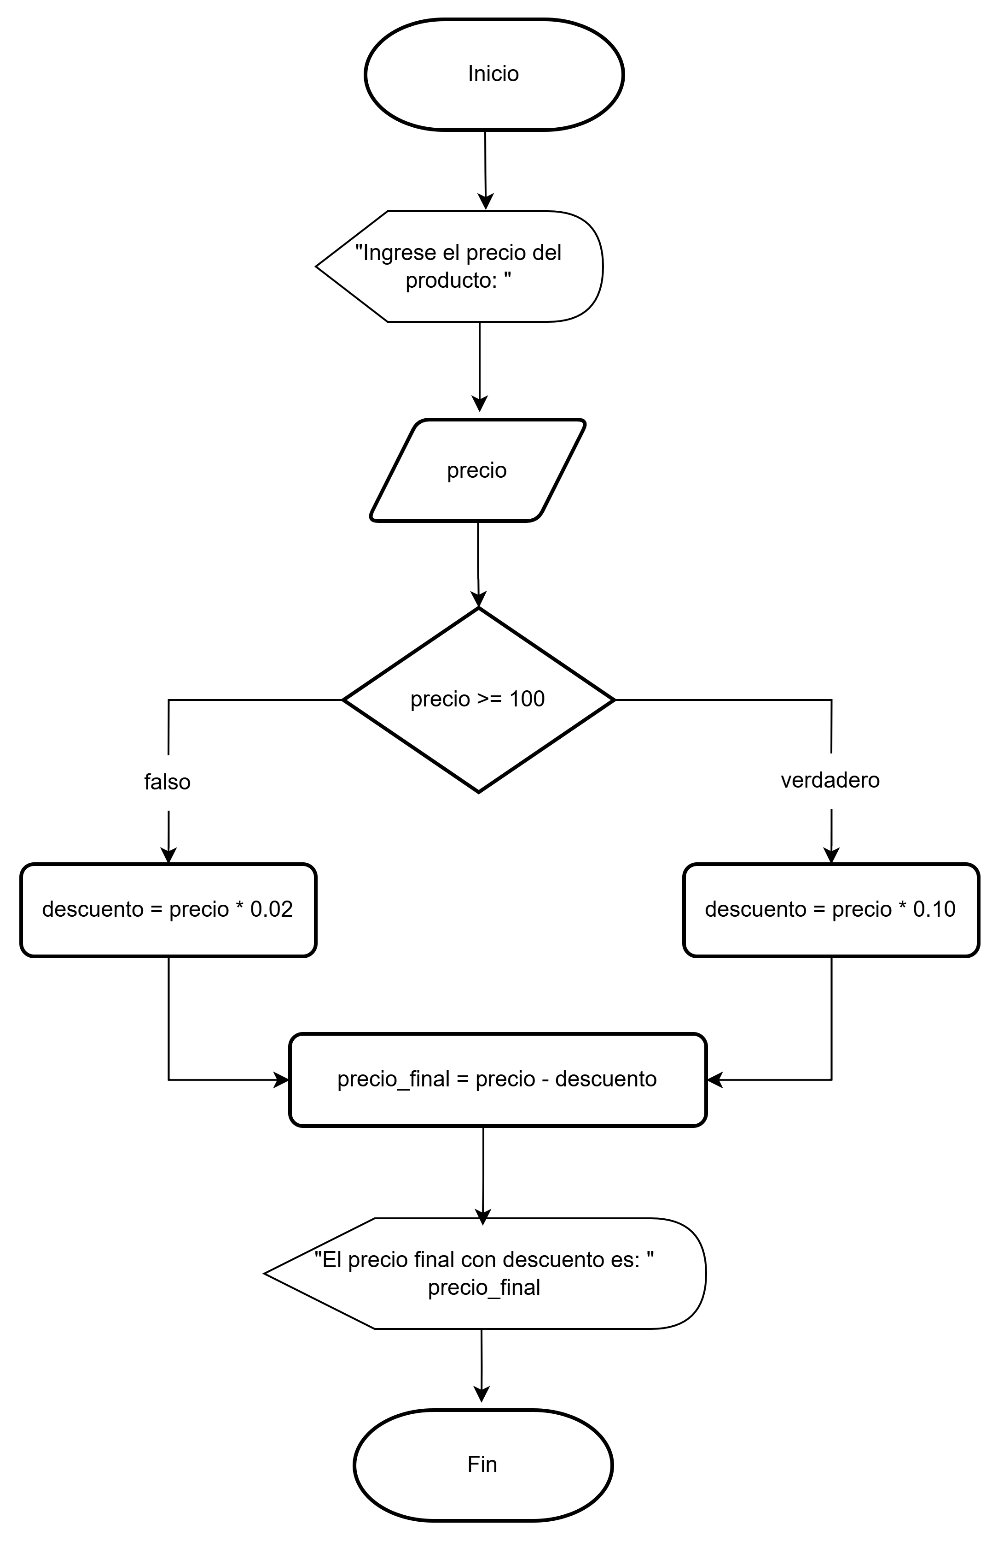 Inicio
"Ingrese el precio del
producto: "
precio
precio >= 100
falso
verdadero
descuento = precio * 0.02
descuento = precio * 0.10
precio_final = precio - descuento
"El precio final con descuento es: "
precio_final
Fin